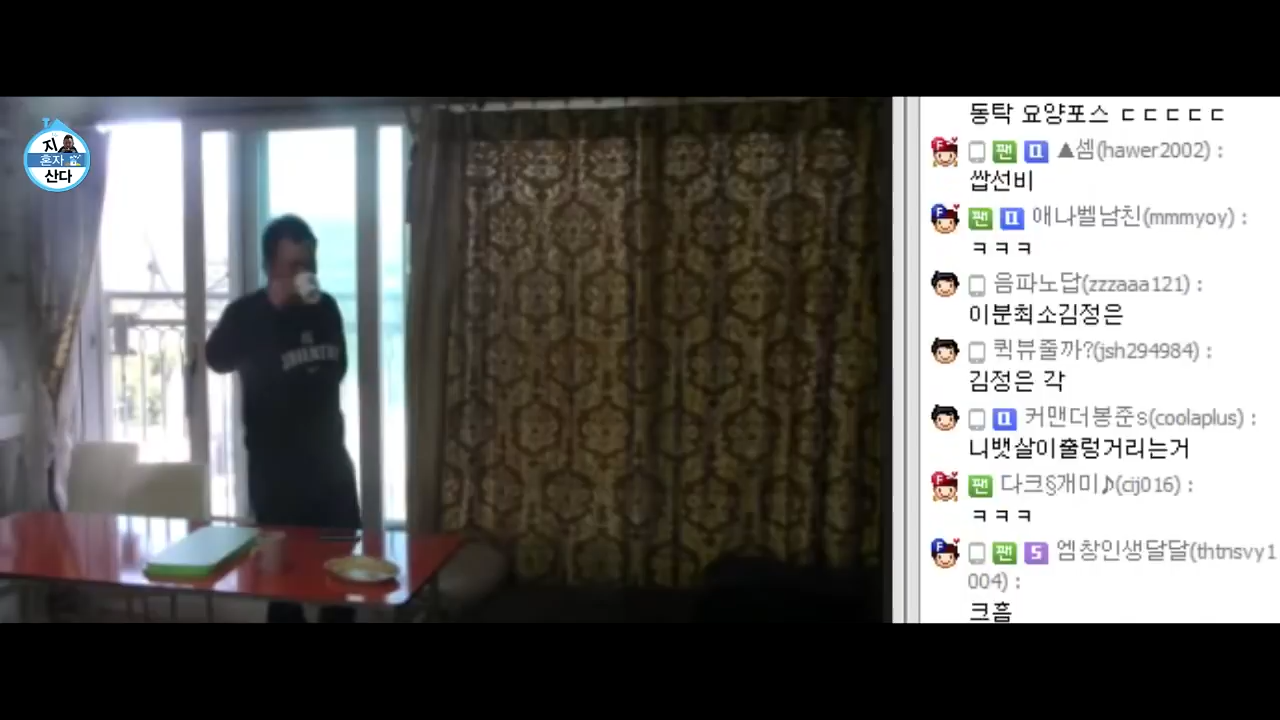 지
혼자
산다
동탁 요양포스 ㄷㄷㄷㄷㄷ
팬 ▲셈(hawer2002) :
쌉선비
팬 애나벨남친(mmmyoy) :
ㅋㅋㅋ
음파노답(zzzaaa121) :
이분최소김정은
퀵뷰줄까?(jsh294984) :
김정은 각
커맨더봉준s(coolaplus) :
니뱃살이출렁거리는거
팬 다크§개미♪(cij016) :
ㅋㅋㅋ
팬 S 엠창인생달달(thtnsvy1
004) :
크흠